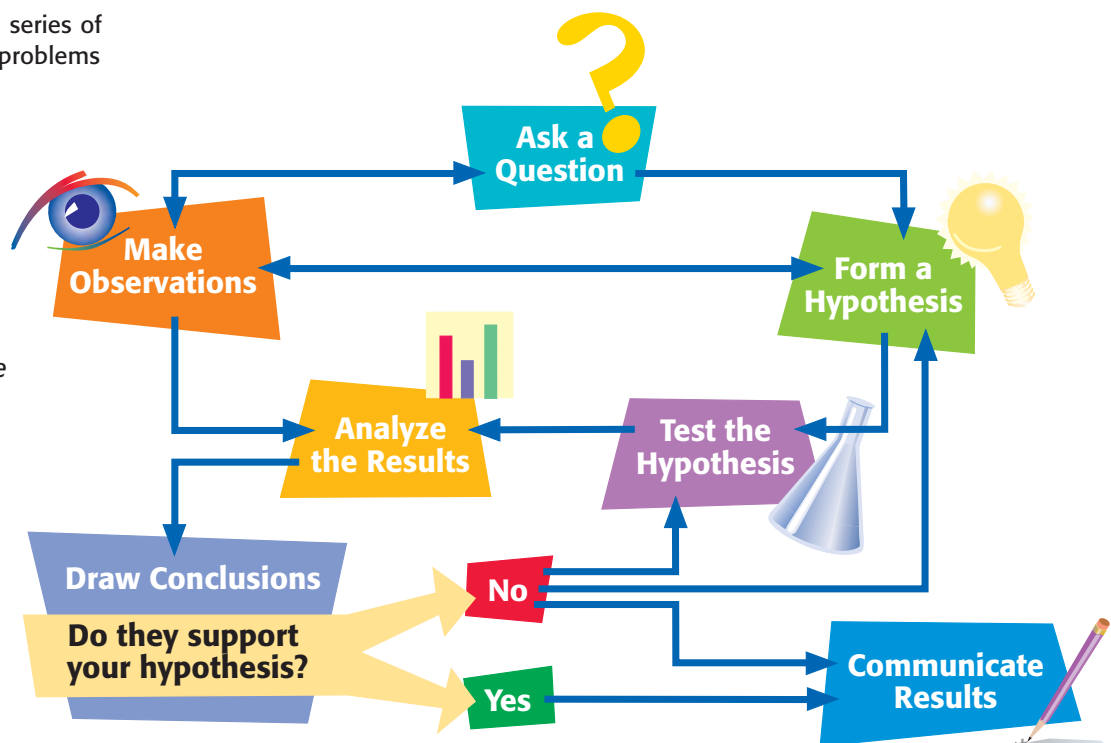 series of
problems
Ask a
Question
Make
Observations
Form a
Hypothesis
e
Analyze
the Results
Test the
Hypothesis
Draw Conclusions
Do they support
your hypothesis?
No
Yes
Communicate
Results